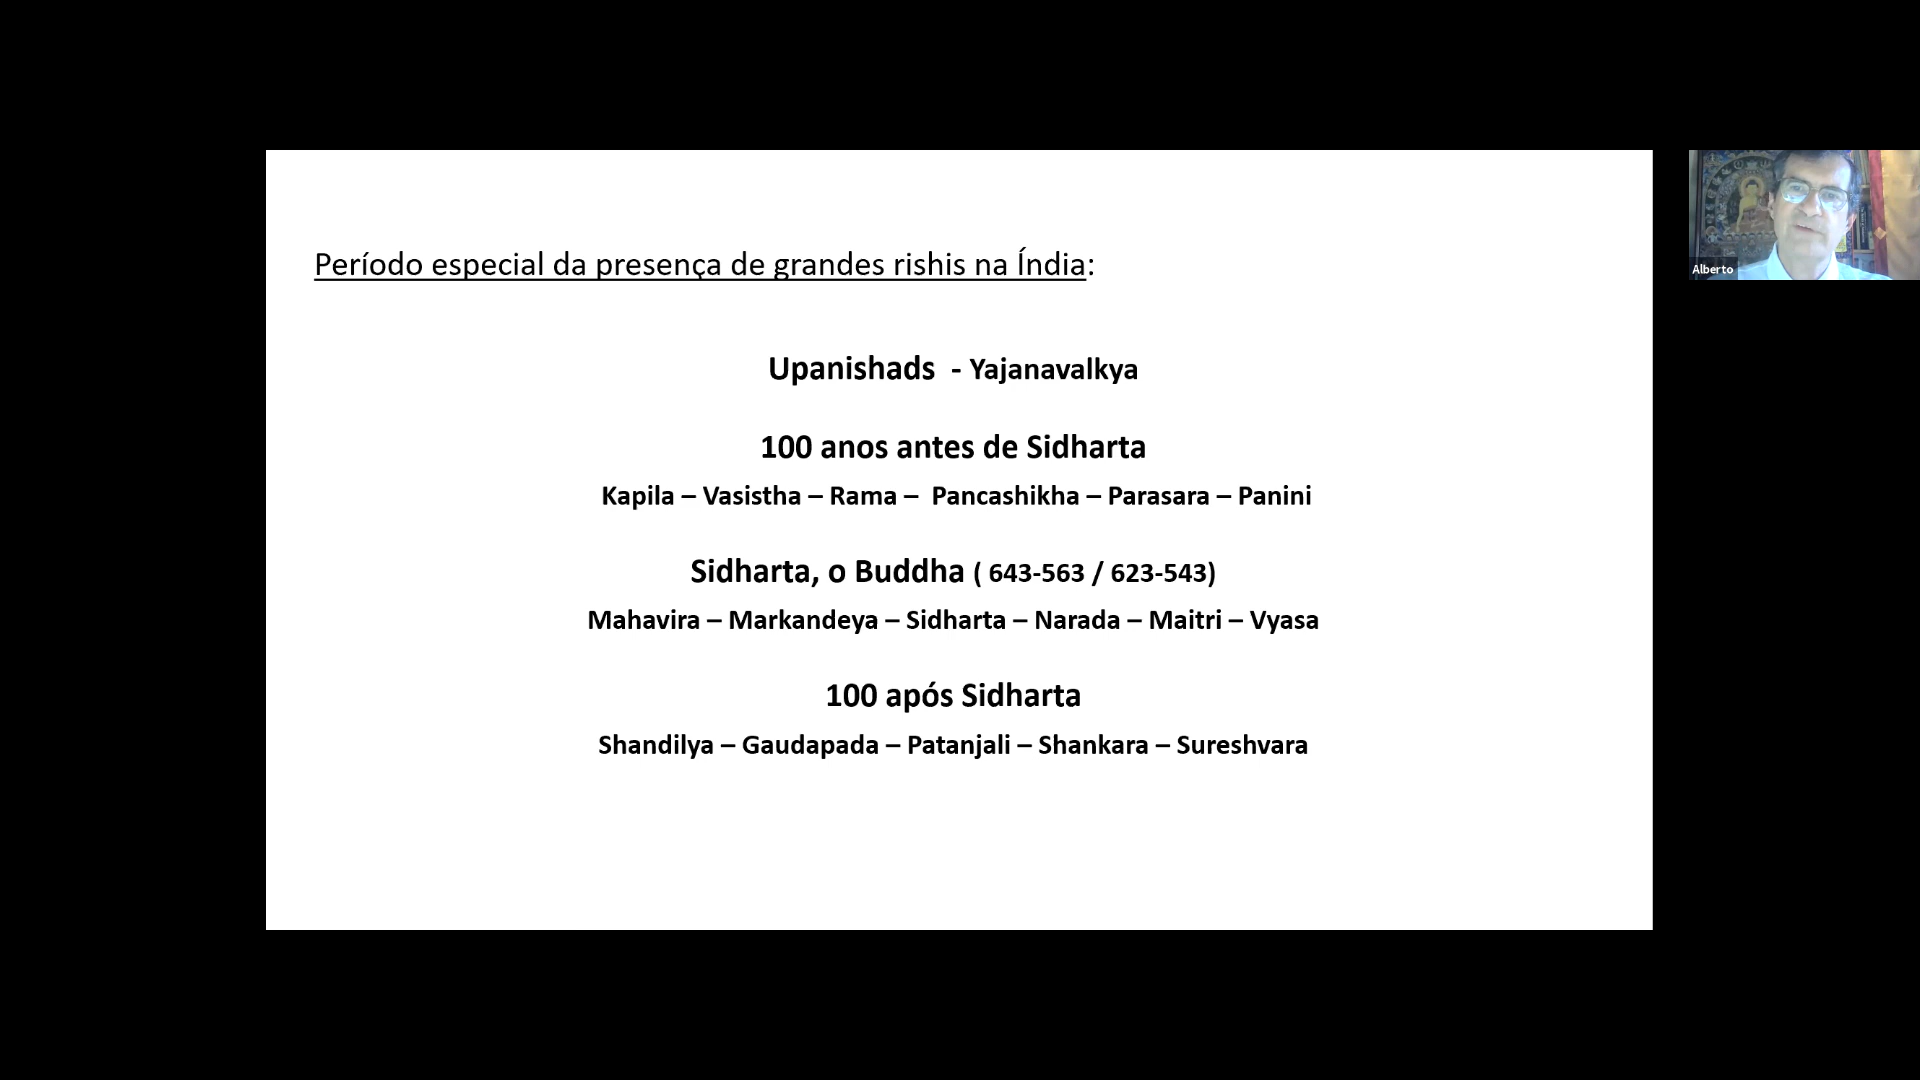 Período especial da presença de grandes rishis na Índia:
Upanishads - Yajanavalkya
100 anos antes de Sidharta
Kapila – Vasistha – Rama – Pancashikha – Parasara – Panini
Sidharta, o Buddha ( 643-563 / 623-543)
Mahavira – Markandeya – Sidharta – Narada – Maitri – Vyasa
100 após Sidharta
Shandilya – Gaudapada – Patanjali – Shankara – Sureshvara
Alberto